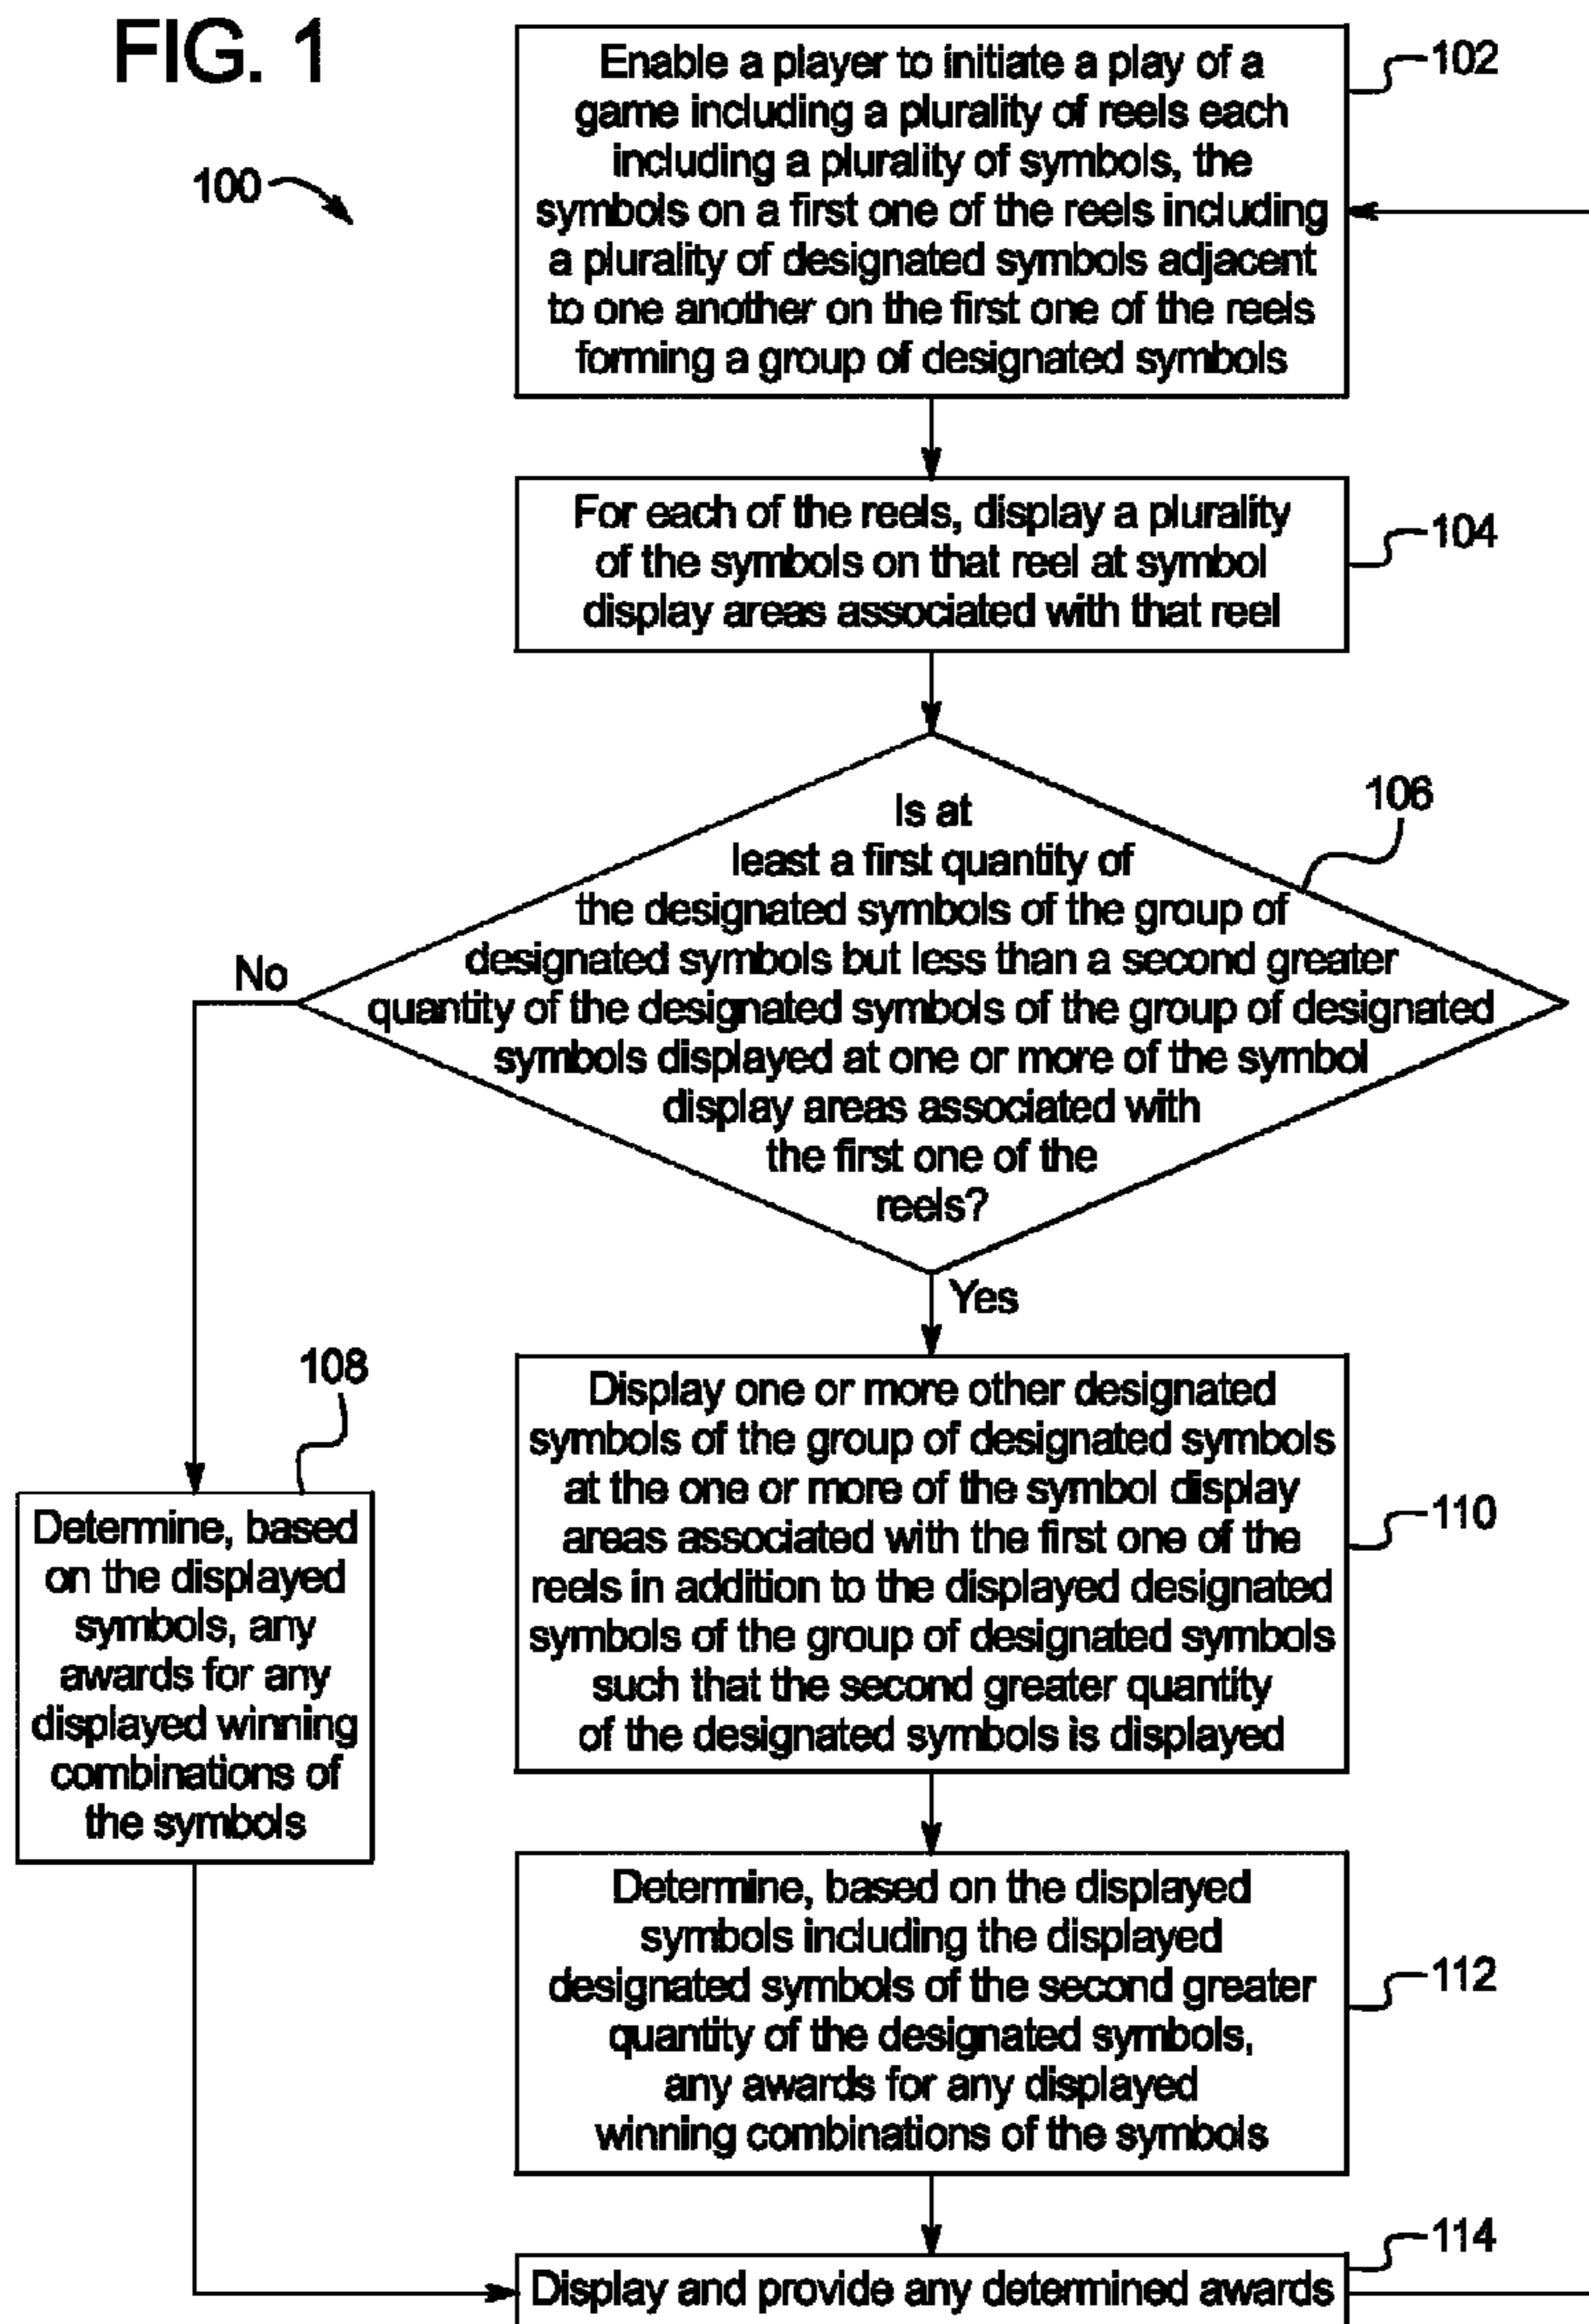 FIG. 1
100
Enable a player to initiate a play of a
game including a plurality of reels each
including a plurality of symbols, the
symbols on a first one of the reels including
a plurality of designated symbols adjacent
to one another on the first one of the reels
forming a group of designated symbols
102
For each of the reels, display a plurality
of the symbols on that reel at symbol
display areas associated with that reel
104
Is at
least a first quantity of
the designated symbols of the group of
designated symbols but less than a second greater
quantity of the designated symbols of the group of designated
symbols displayed at one or more of the symbol
display areas associated with
the first one of the
reels?
106
No
Yes
108
Determine, based
on the displayed
symbols, any
awards for any
displayed winning
combinations of
the symbols
Display one or more other designated
symbols of the group of designated symbols
at the one or more of the symbol display
areas associated with the first one of the
reels in addition to the displayed designated
symbols of the group of designated symbols
such that the second greater quantity
of the designated symbols is displayed
110
Determine, based on the displayed
symbols including the displayed
designated symbols of the second greater
quantity of the designated symbols,
any awards for any displayed
winning combinations of the symbols
112
Display and provide any determined awards
114